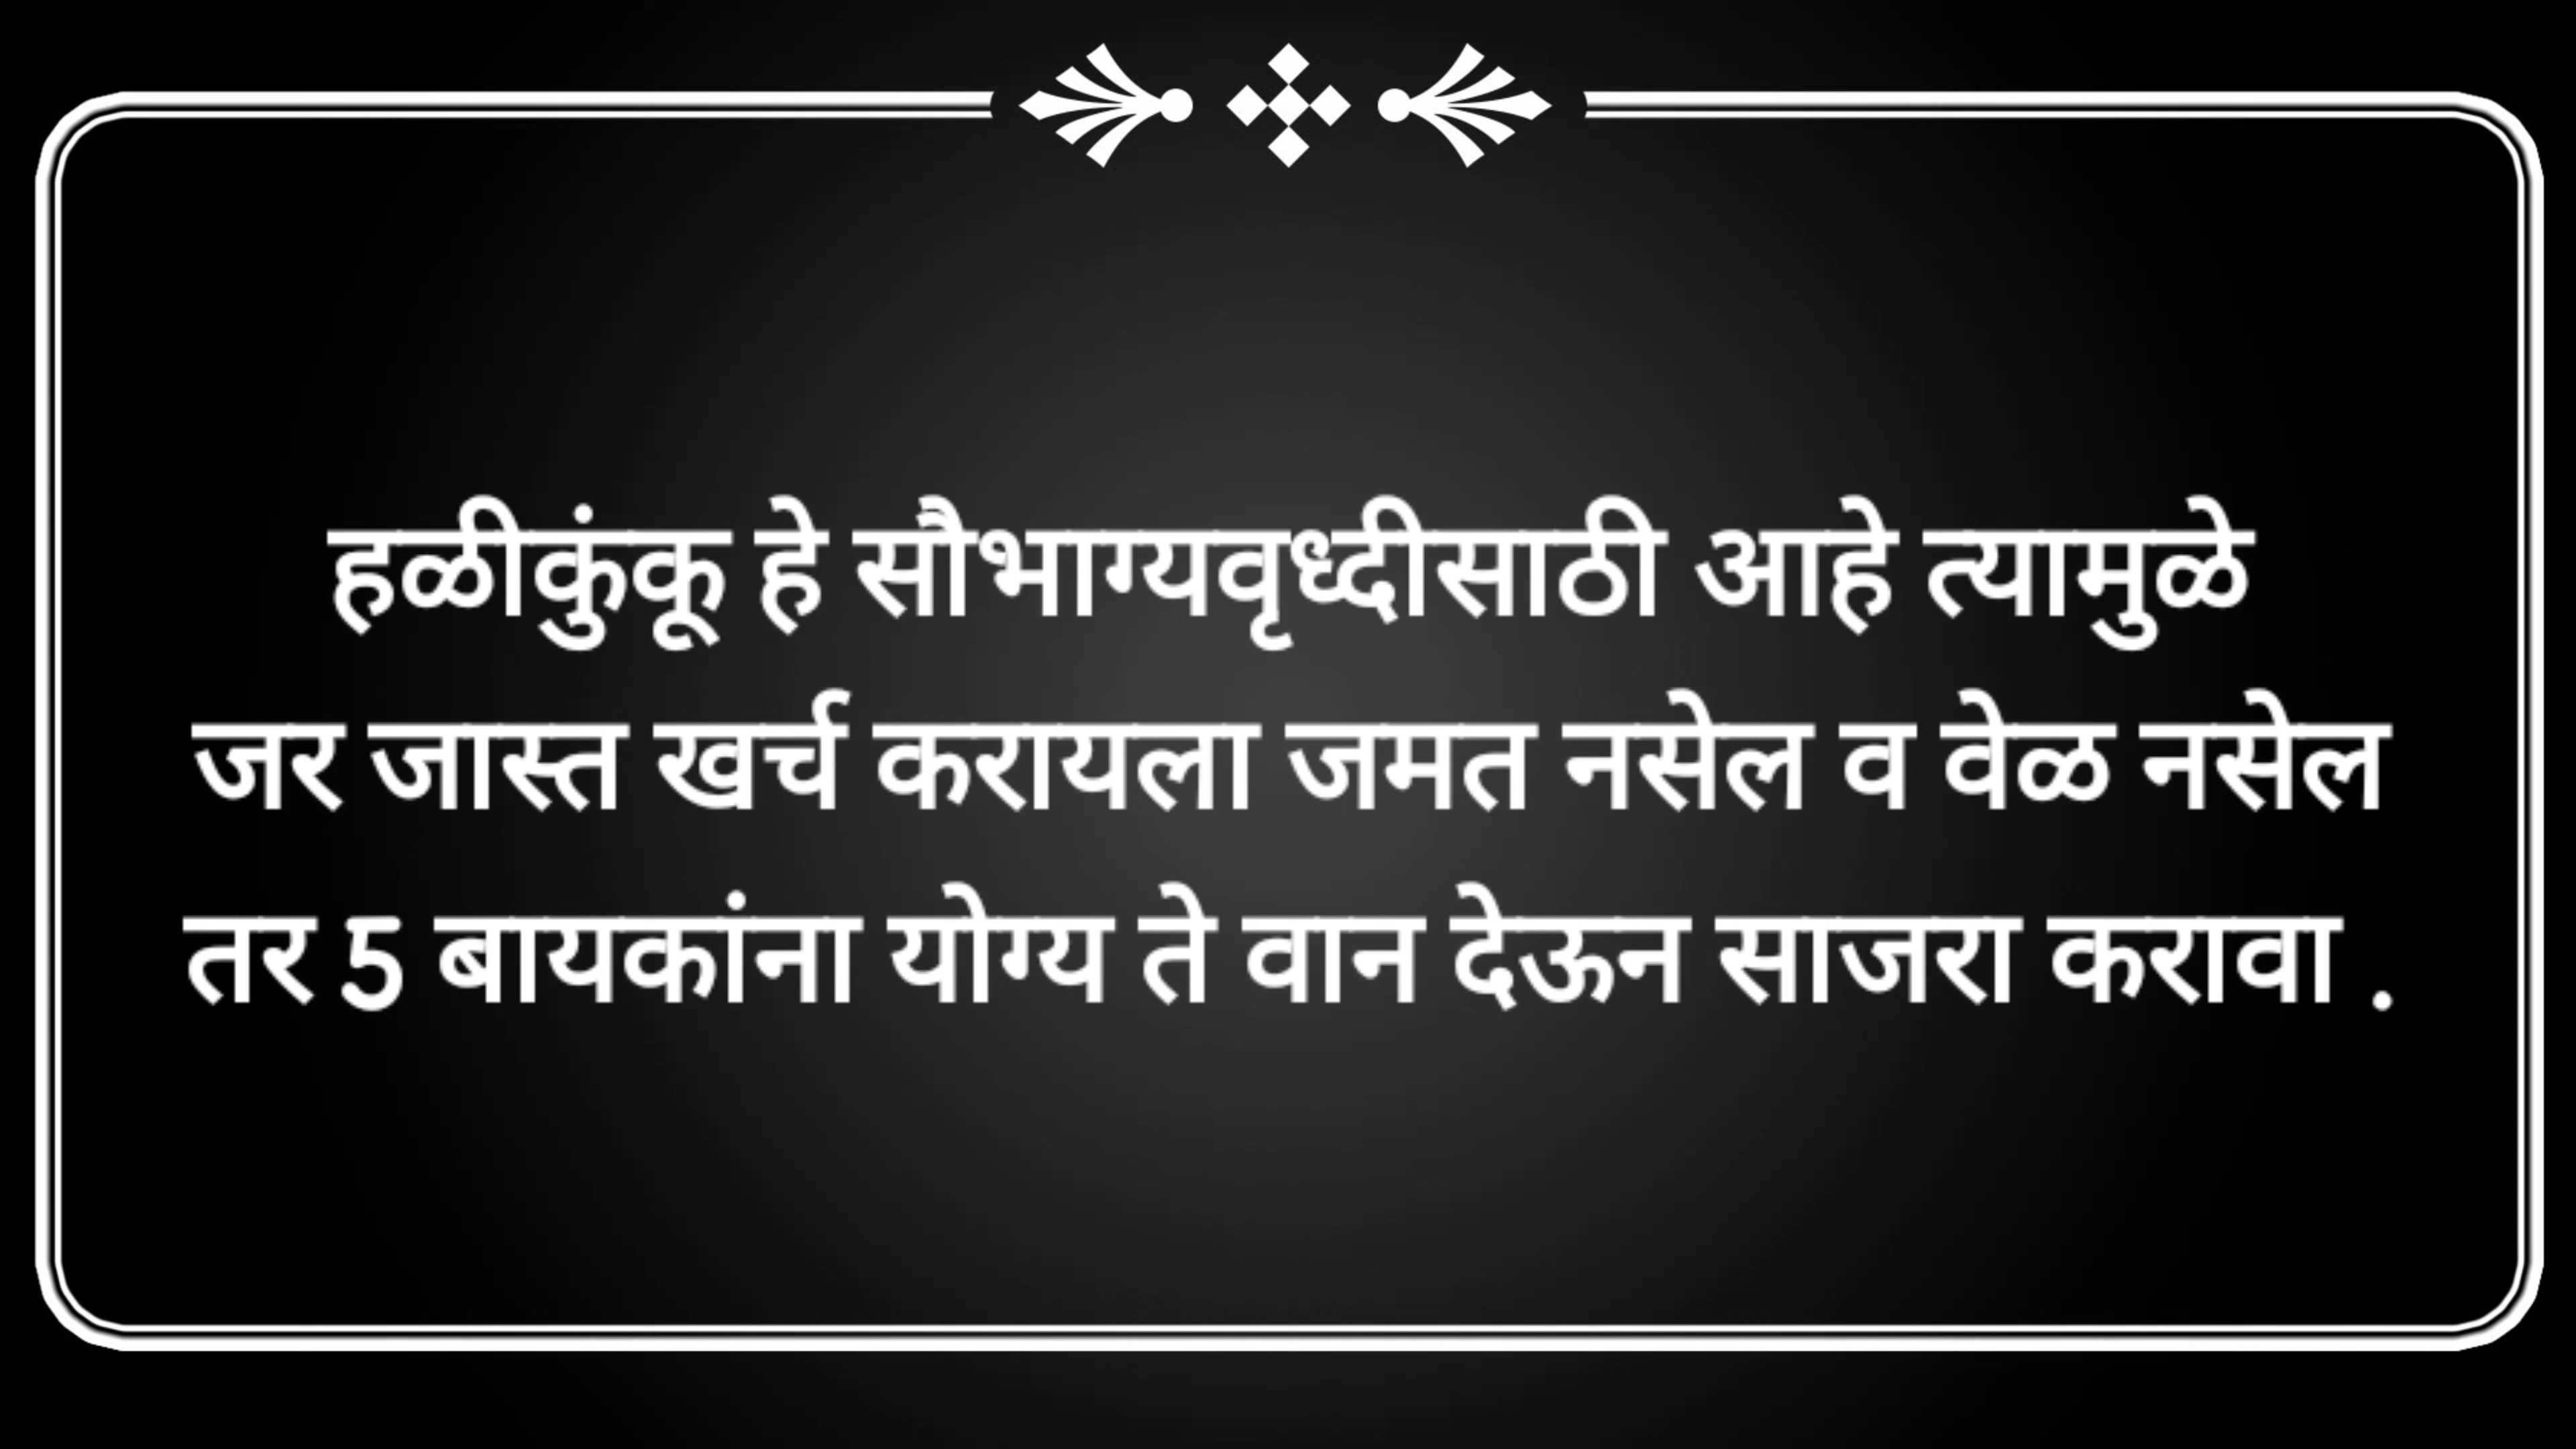 हळीकुंकू हे सौभाग्यवृध्दीसाठी आहे त्यामुळे
जर जास्त खर्च करायला जमत नसेल व वेळ नसेल
तर 5 बायकांना योग्य ते वान देऊन साजरा करावा .